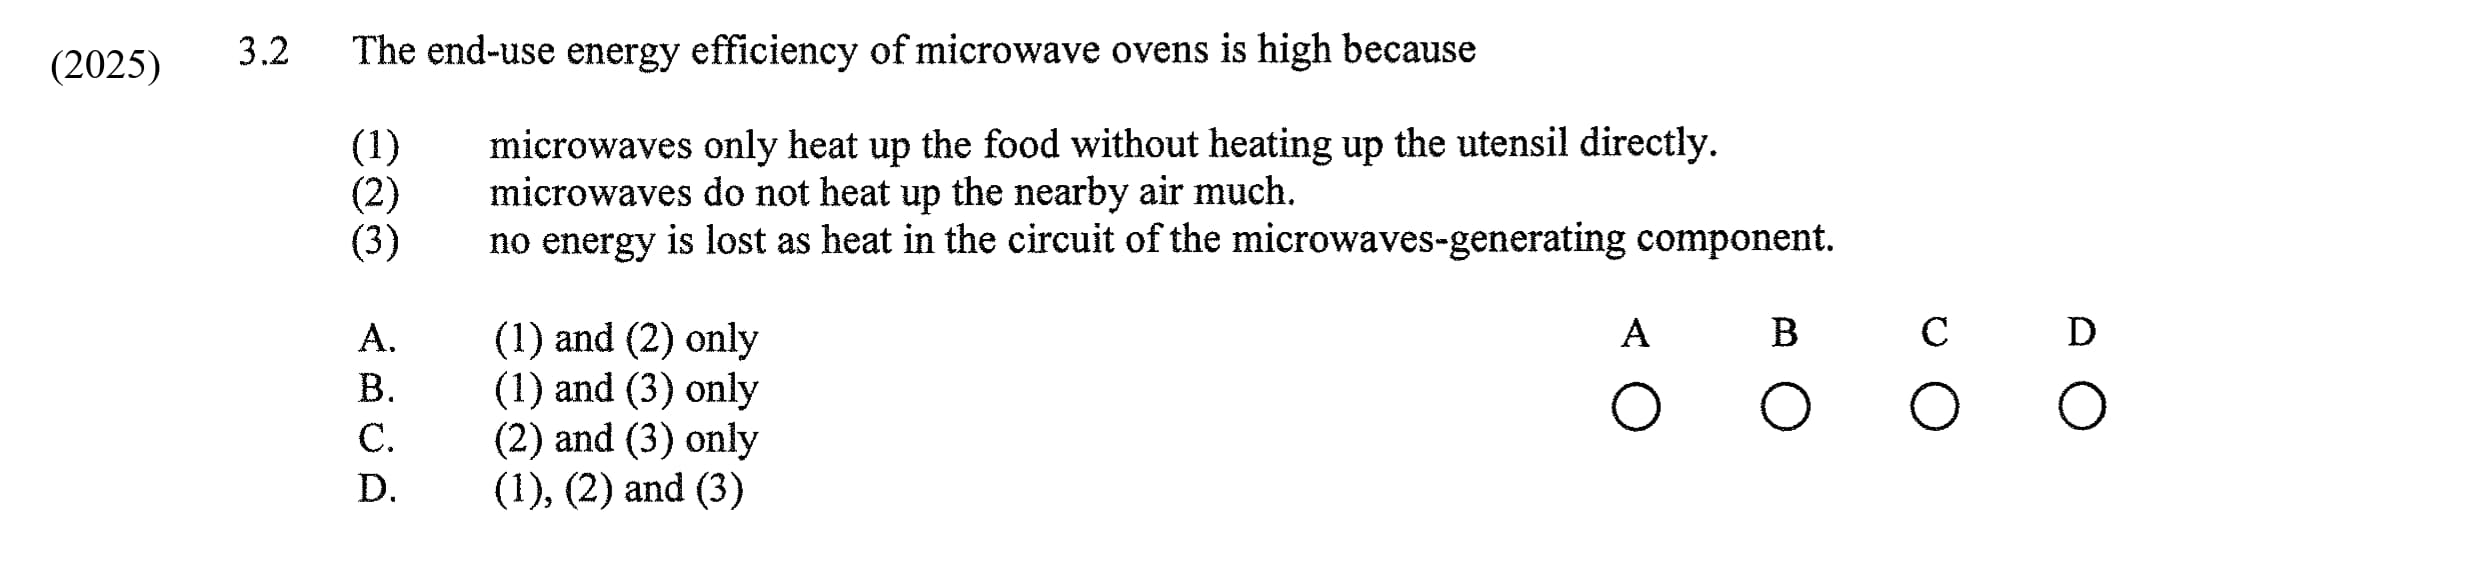 (2025) 3.2 The end-use energy efficiency of microwave ovens is high because
(1) microwaves only heat up the food without heating up the utensil directly.
(2) microwaves do not heat up the nearby air much.
(3) no energy is lost as heat in the circuit of the microwaves-generating component.
A. (1) and (2) only A B C D
B. (1) and (3) only
C. (2) and (3) only
D. (1), (2) and (3)